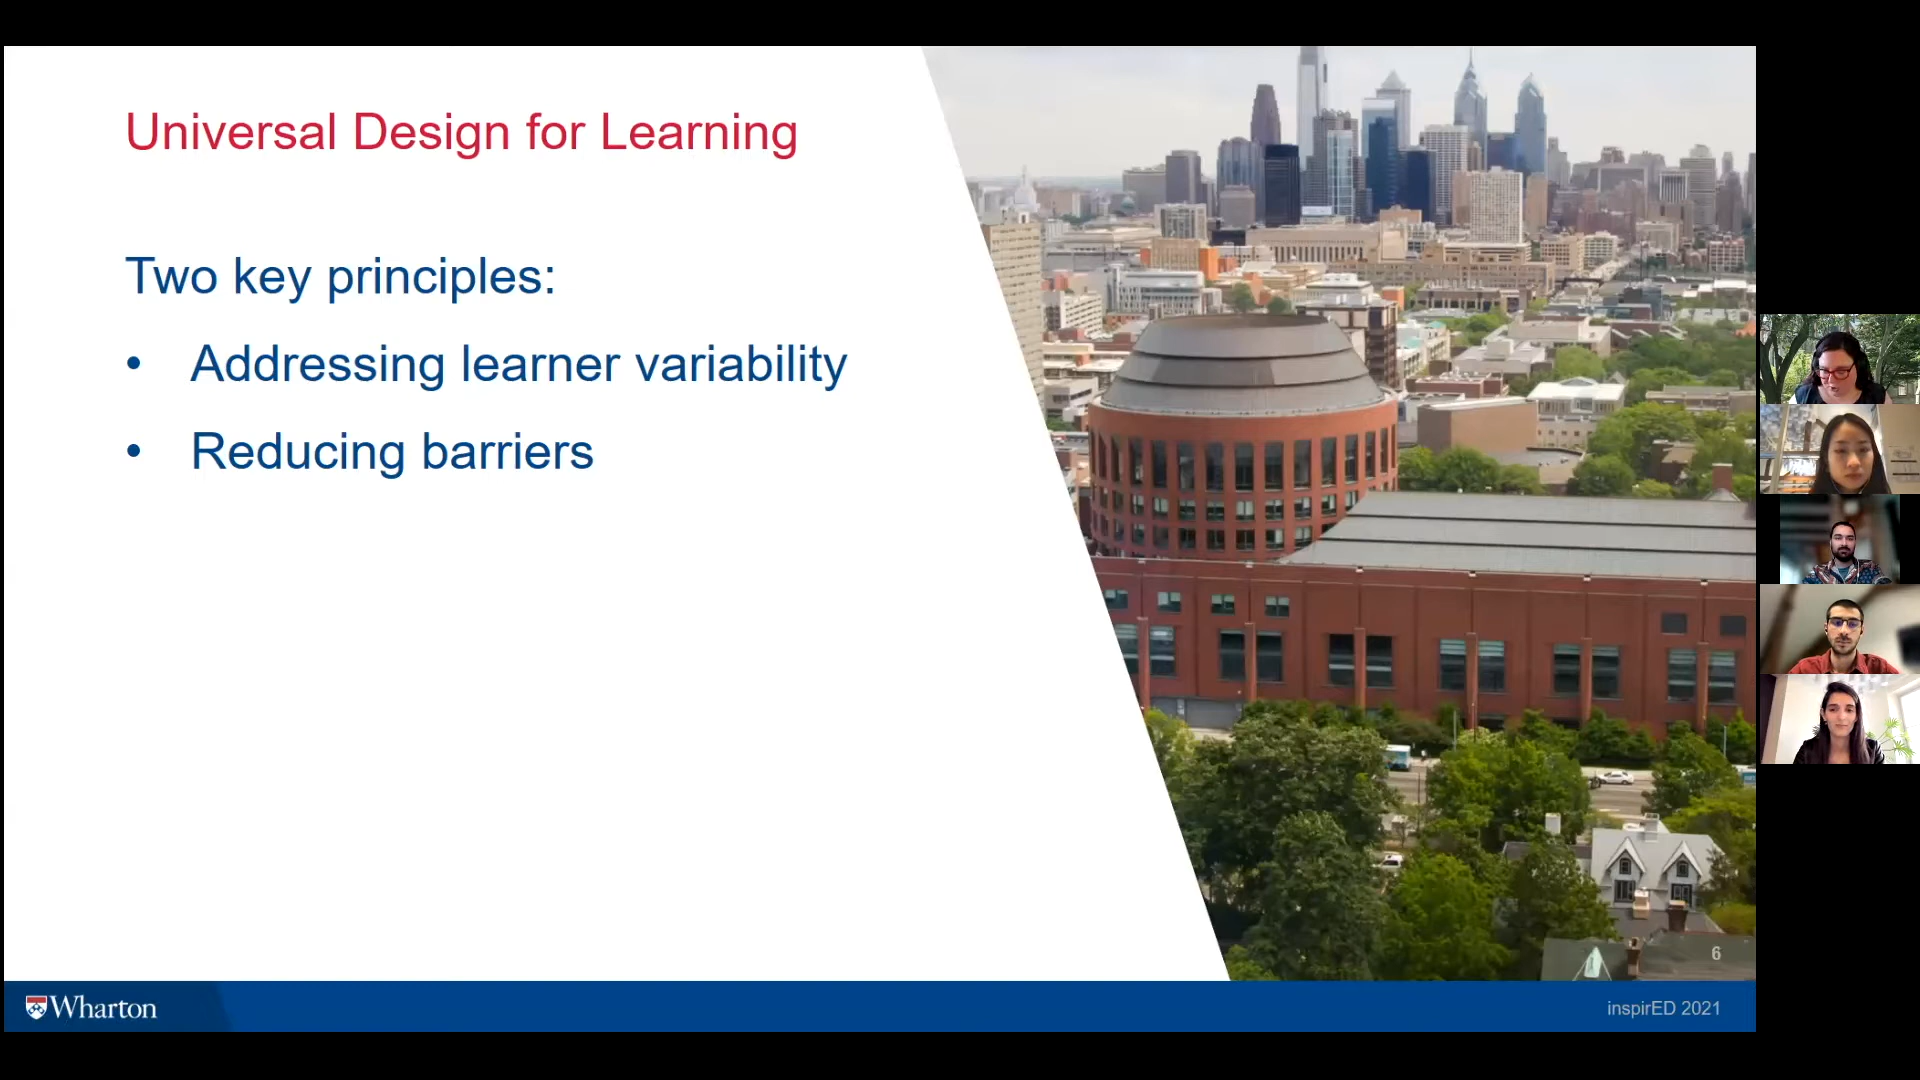 Universal Design for Learning
Two key principles:
• Addressing learner variability
• Reducing barriers
6
Wharton
inspirED 2021